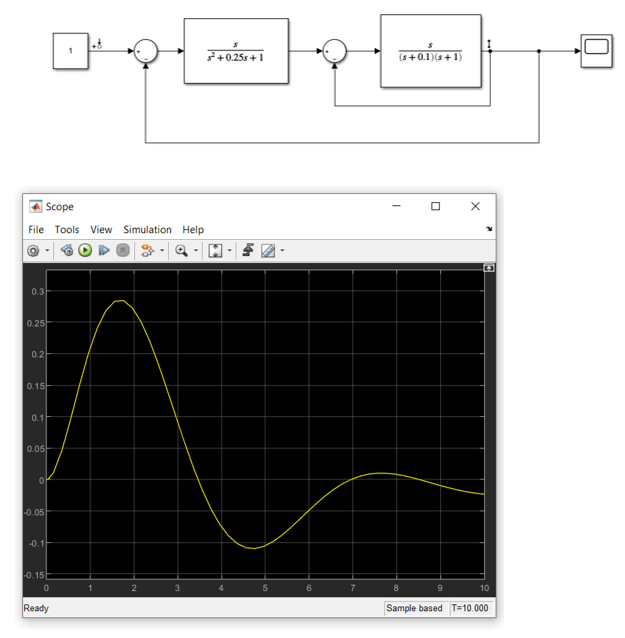 1
+
-
s
s² + 0.25s + 1
+
-
s
(s + 0.1)(s + 1)
Scope
File Tools View Simulation Help
0.3
0.25
0.2
0.15
0.1
0.05
0
-0.05
-0.1
-0.15
0 1 2 3 4 5 6 7 8 9 10
Ready Sample based T=10.000